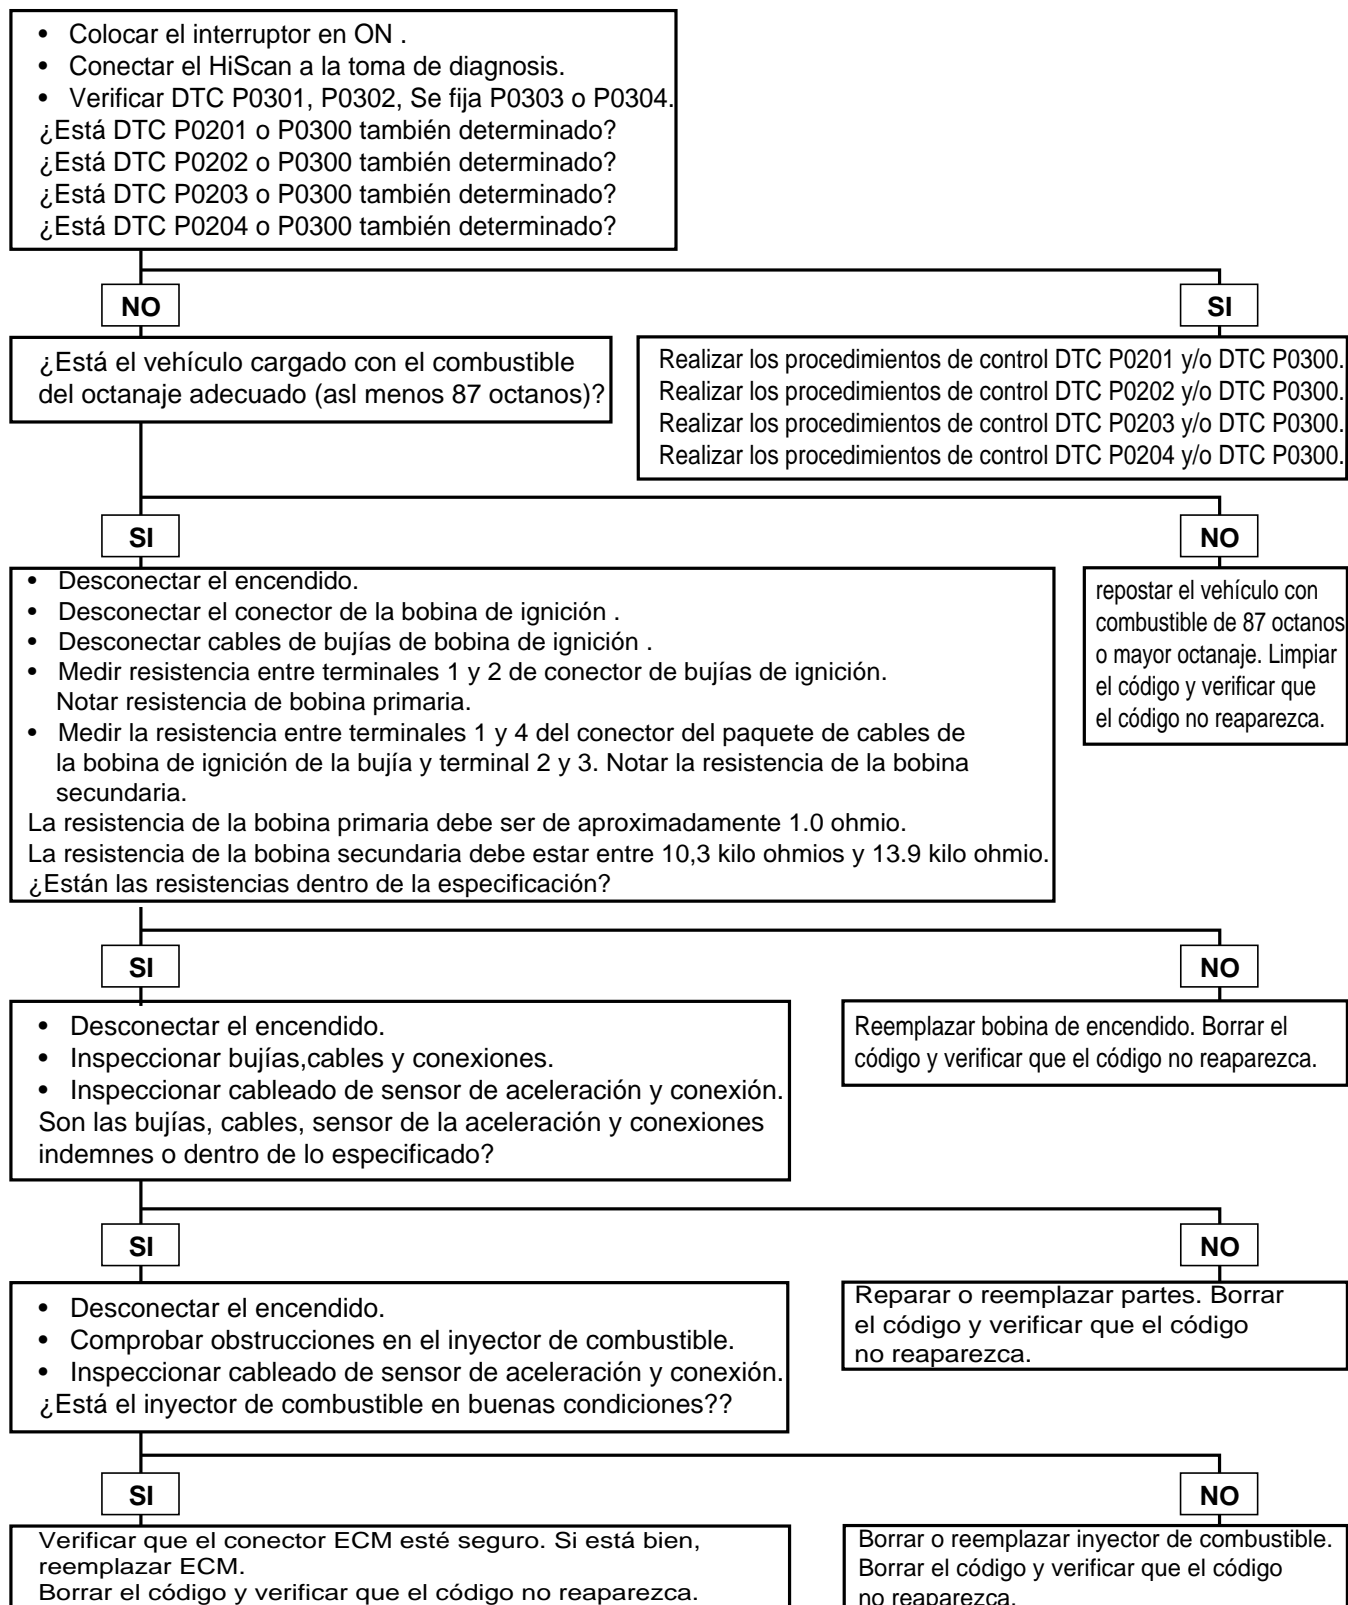 • Colocar el interruptor en ON .
• Conectar el HiScan a la toma de diagnosis.
• Verificar DTC P0301, P0302, Se fija P0303 o P0304.
¿Está DTC P0201 o P0300 también determinado?
¿Está DTC P0202 o P0300 también determinado?
¿Está DTC P0203 o P0300 también determinado?
¿Está DTC P0204 o P0300 también determinado?
NO
SI
¿Está el vehículo cargado con el combustible
del octanaje adecuado (asl menos 87 octanos)?
Realizar los procedimientos de control DTC P0201 y/o DTC P0300.
Realizar los procedimientos de control DTC P0202 y/o DTC P0300.
Realizar los procedimientos de control DTC P0203 y/o DTC P0300.
Realizar los procedimientos de control DTC P0204 y/o DTC P0300.
SI
NO
• Desconectar el encendido.
• Desconectar el conector de la bobina de ignición .
• Desconectar cables de bujías de bobina de ignición .
• Medir resistencia entre terminales 1 y 2 de conector de bujías de ignición.
Notar resistencia de bobina primaria.
• Medir la resistencia entre terminales 1 y 4 del conector del paquete de cables de
la bobina de ignición de la bujía y terminal 2 y 3. Notar la resistencia de la bobina
secundaria.
La resistencia de la bobina primaria debe ser de aproximadamente 1.0 ohmio.
La resistencia de la bobina secundaria debe estar entre 10,3 kilo ohmios y 13.9 kilo ohmio.
¿Están las resistencias dentro de la especificación?
repostar el vehículo con
combustible de 87 octanos
o mayor octanaje. Limpiar
el código y verificar que
el código no reaparezca.
SI
NO
• Desconectar el encendido.
• Inspeccionar bujías,cables y conexiones.
• Inspeccionar cableado de sensor de aceleración y conexión.
Son las bujías, cables, sensor de la aceleración y conexiones
indemnes o dentro de lo especificado?
Reemplazar bobina de encendido. Borrar el
código y verificar que el código no reaparezca.
SI
NO
• Desconectar el encendido.
• Comprobar obstrucciones en el inyector de combustible.
• Inspeccionar cableado de sensor de aceleración y conexión.
¿Está el inyector de combustible en buenas condiciones??
Reparar o reemplazar partes. Borrar
el código y verificar que el código
no reaparezca.
SI
NO
Verificar que el conector ECM esté seguro. Si está bien,
reemplazar ECM.
Borrar el código y verificar que el código no reaparezca.
Borrar o reemplazar inyector de combustible.
Borrar el código y verificar que el código
no reaparezca.